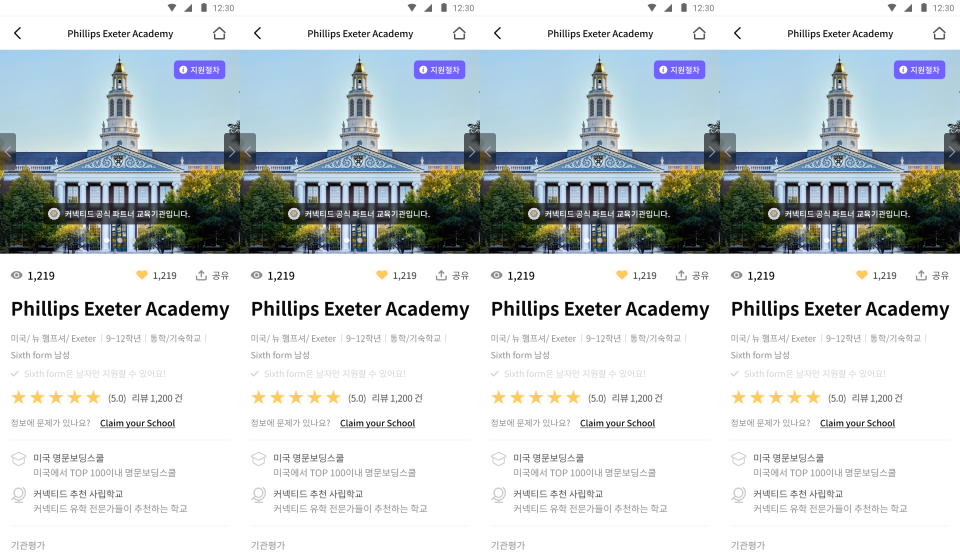 12:30
Phillips Exeter Academy
지원절차
커넥티드 공식 파트너 교육기관입니다.
1,219
1,219
공유
Phillips Exeter Academy
미국/ 뉴 햄프셔/ Exeter
9~12학년
통학/기숙학교
Sixth form 남성
Sixth form은 남자만 지원할 수 있어요!
(5.0) 리뷰 1,200 건
정보에 문제가 있나요? Claim your School
미국 명문보딩스쿨
미국에서 TOP 100이내 명문보딩스쿨
커넥티드 추천 사립학교
커넥티드 유학 전문가들이 추천하는 학교
기관평가
12:30
Phillips Exeter Academy
지원절차
커넥티드 공식 파트너 교육기관입니다.
1,219
1,219
공유
Phillips Exeter Academy
미국/ 뉴 햄프셔/ Exeter
9~12학년
통학/기숙학교
Sixth form 남성
Sixth form은 남자만 지원할 수 있어요!
(5.0) 리뷰 1,200 건
정보에 문제가 있나요? Claim your School
미국 명문보딩스쿨
미국에서 TOP 100이내 명문보딩스쿨
커넥티드 추천 사립학교
커넥티드 유학 전문가들이 추천하는 학교
기관평가
12:30
Phillips Exeter Academy
지원절차
커넥티드 공식 파트너 교육기관입니다.
1,219
1,219
공유
Phillips Exeter Academy
미국/ 뉴 햄프셔/ Exeter
9~12학년
통학/기숙학교
Sixth form 남성
Sixth form은 남자만 지원할 수 있어요!
(5.0) 리뷰 1,200 건
정보에 문제가 있나요? Claim your School
미국 명문보딩스쿨
미국에서 TOP 100이내 명문보딩스쿨
커넥티드 추천 사립학교
커넥티드 유학 전문가들이 추천하는 학교
기관평가
12:30
Phillips Exeter Academy
지원절차
커넥티드 공식 파트너 교육기관입니다.
1,219
1,219
공유
Phillips Exeter Academy
미국/ 뉴 햄프셔/ Exeter
9~12학년
통학/기숙학교
Sixth form 남성
Sixth form은 남자만 지원할 수 있어요!
(5.0) 리뷰 1,200 건
정보에 문제가 있나요? Claim your School
미국 명문보딩스쿨
미국에서 TOP 100이내 명문보딩스쿨
커넥티드 추천 사립학교
커넥티드 유학 전문가들이 추천하는 학교
기관평가